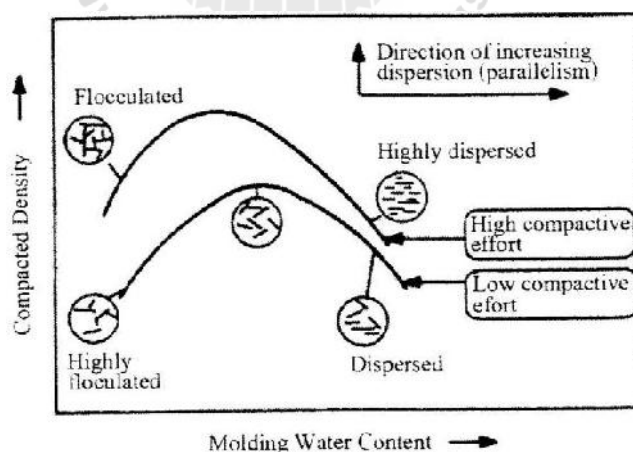 Direction of increasing
dispersion (parallelism)
Flocculated
Highly dispersed
High compactive
effort
Low compactive
efort
Highly
floculated
Dispersed
Compacted Density
Molding Water Content